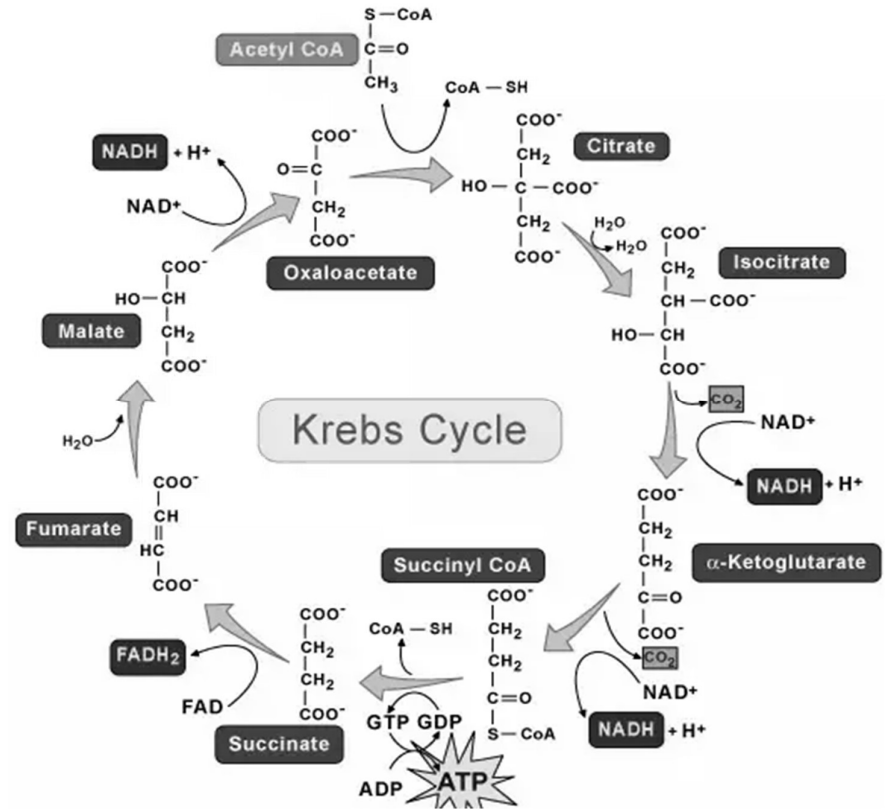 S — CoA
Acetyl CoA
C=O
CH3
CoA — SH
COO-
O=C
CH2
COO-
Oxaloacetate
COO-
CH2
HO — C — COO-
CH2
COO-
Citrate
H2O
H2O
COO-
CH2
CH — COO-
HO — CH
COO-
Isocitrate
CO2
NAD+
NADH + H+
COO-
CH2
CH2
C=O
COO-
α-Ketoglutarate
CO2
NAD+
NADH + H+
Succinyl CoA
COO-
CH2
CH2
C=O
S — CoA
CoA — SH
GTP GDP
ADP
ATP
COO-
CH2
CH2
COO-
Succinate
FADH2
FAD
COO-
CH
HC
COO-
Fumarate
H2O
COO-
HO — CH
CH2
COO-
Malate
NAD+
NADH + H+
Krebs Cycle